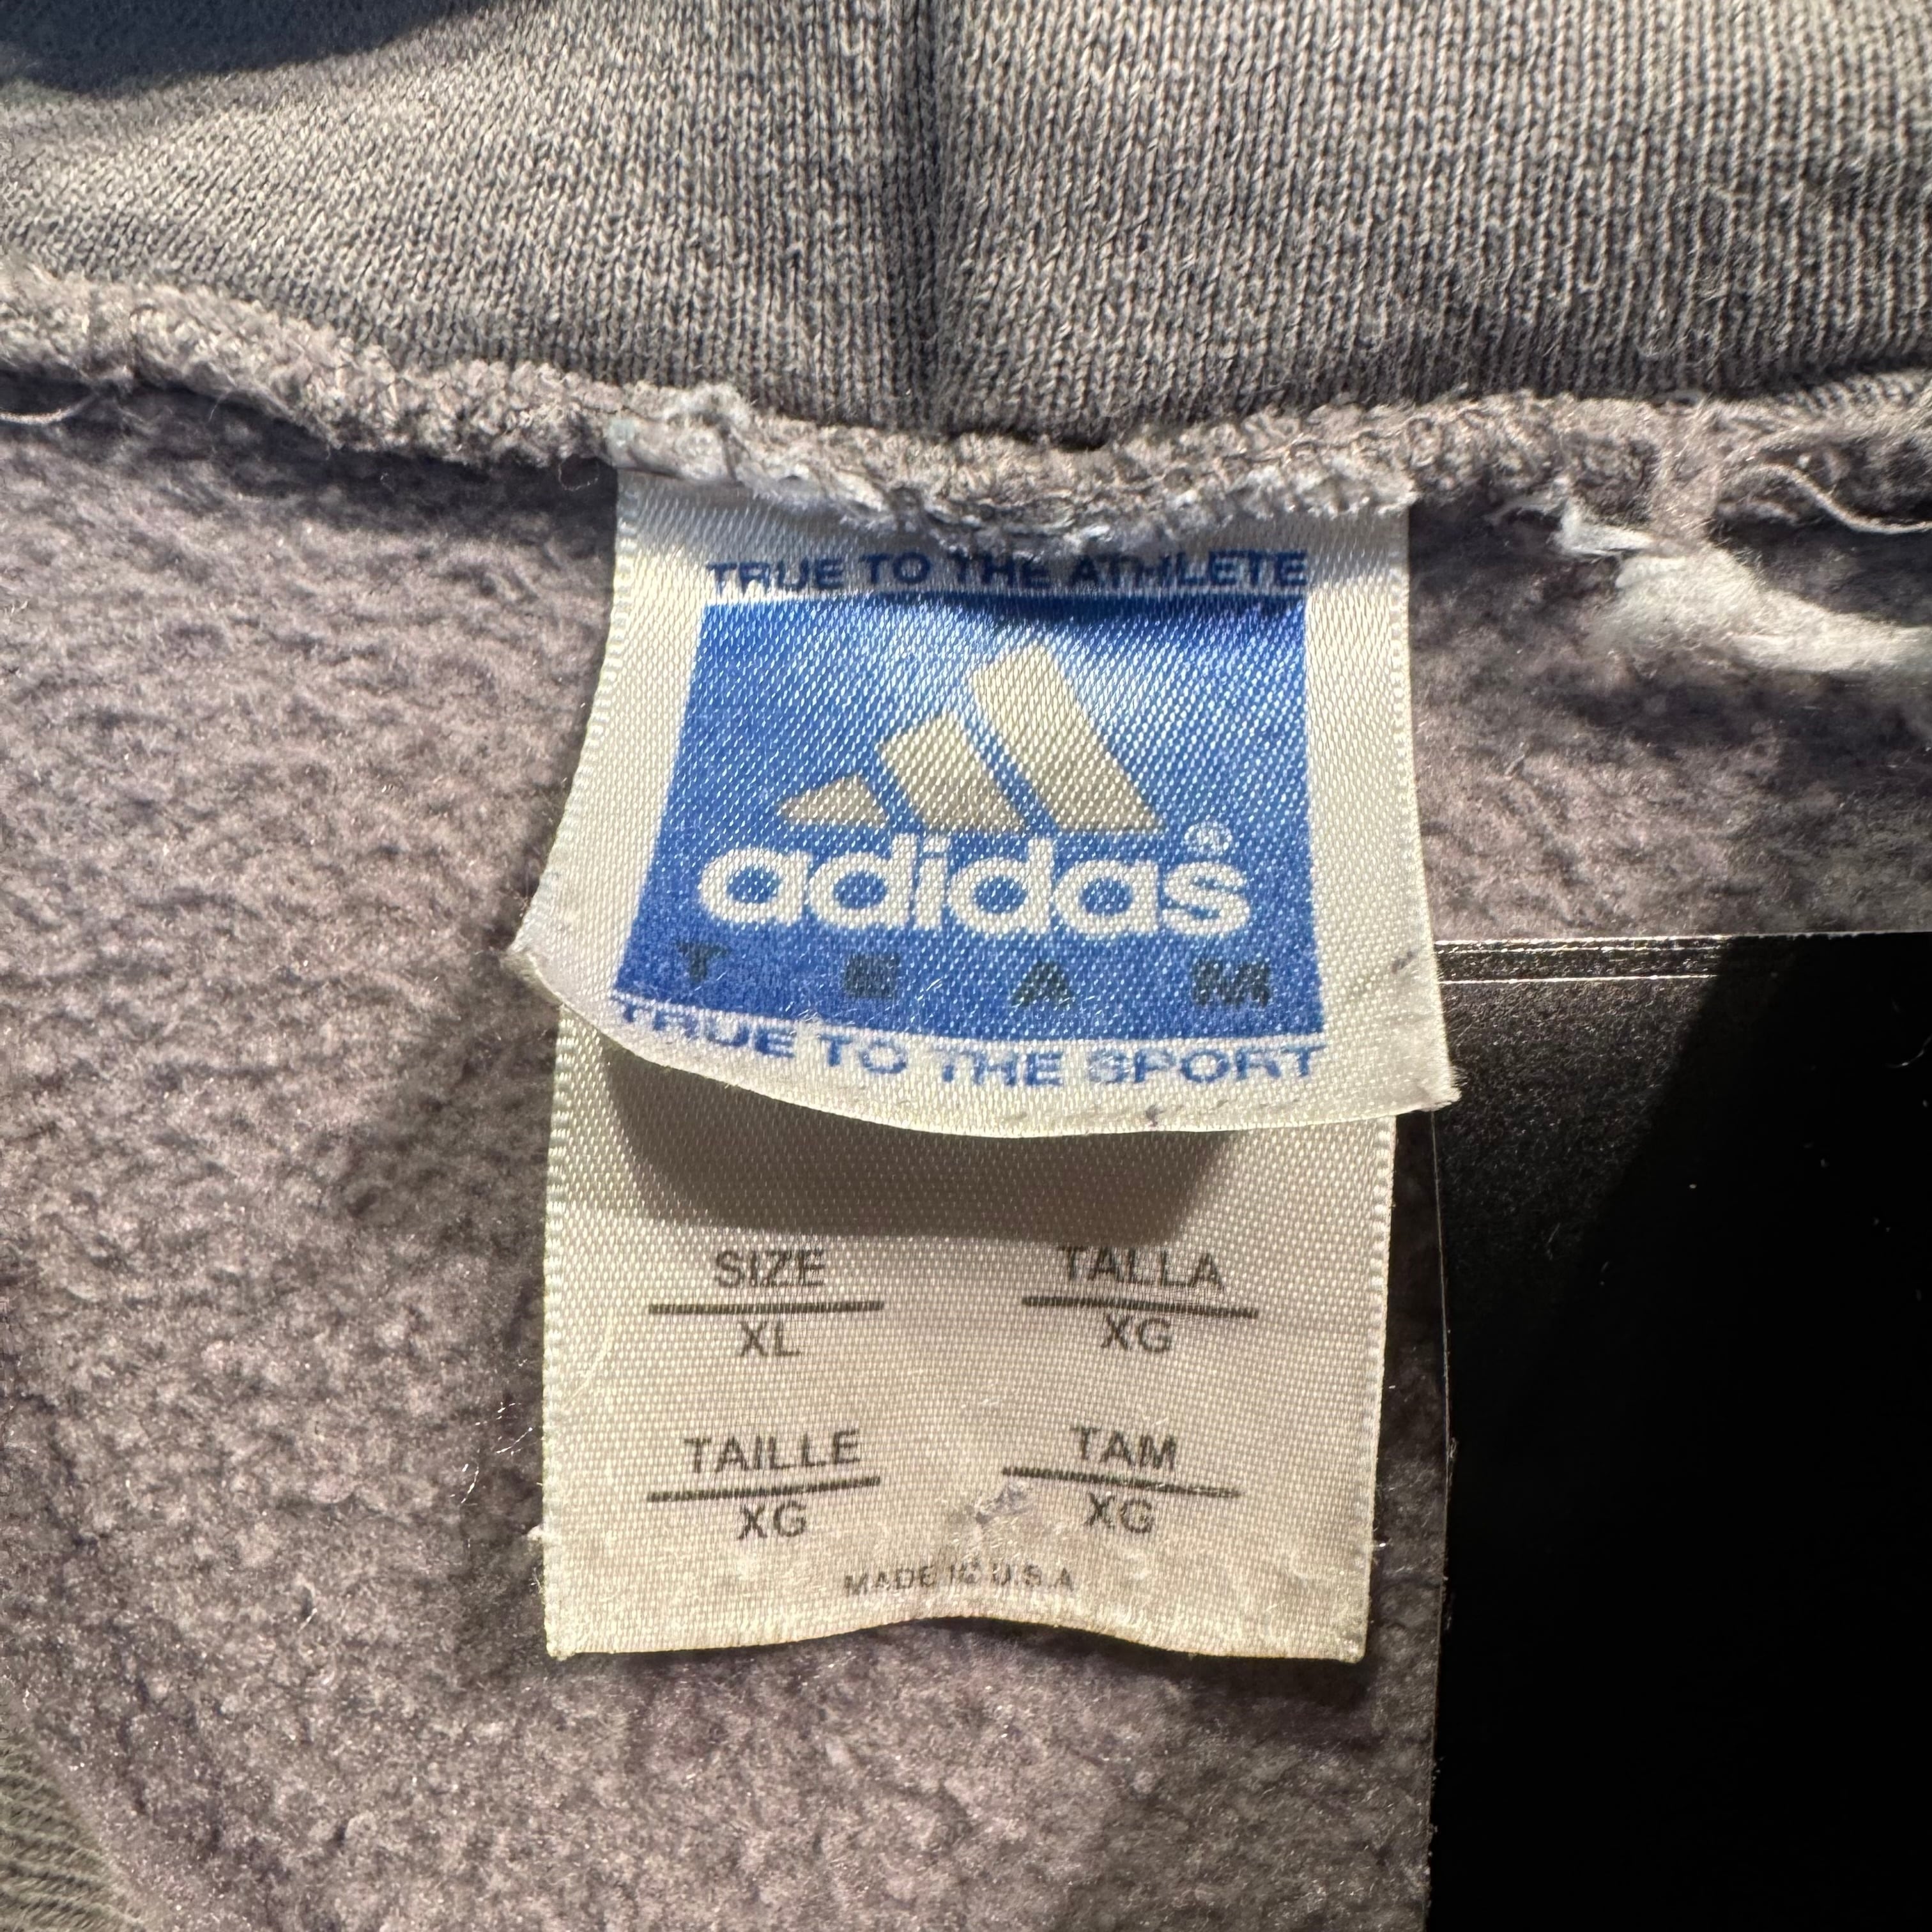 TRUE TO THE ATHLETE
adidas®
TEAM
TRUE TO THE SPORT
SIZE TALLA
XL XG
TAILLE TAM
XG XG
MADE IN U.S.A